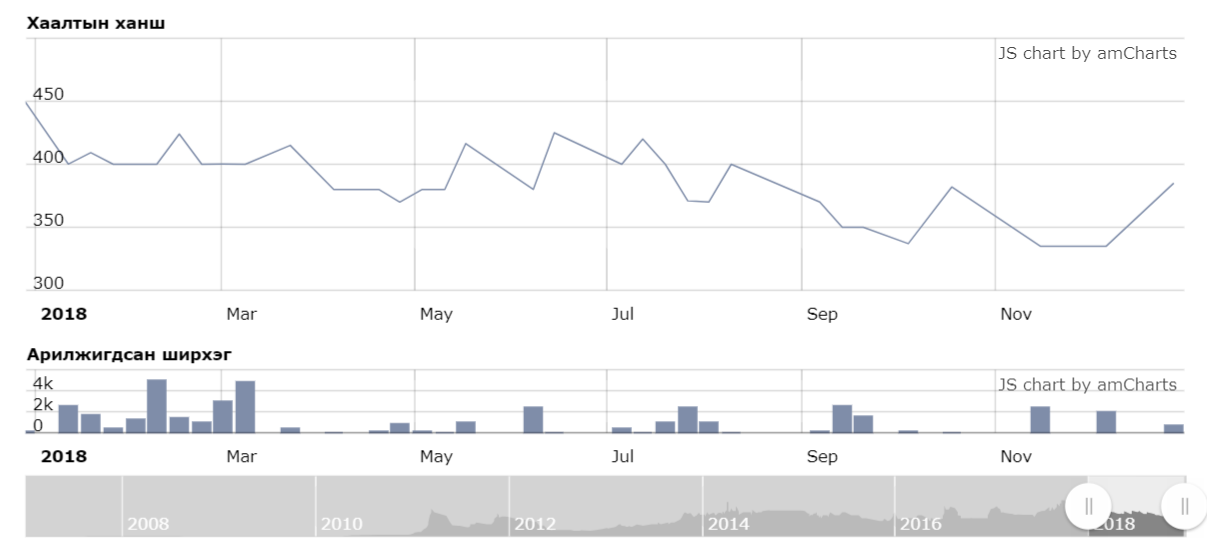 Хаалтын ханш
JS chart by amCharts
450
400
350
300
2018 Mar May Jul Sep Nov
Арилжигдсан ширхэг
JS chart by amCharts
4k
2k
0
2018 Mar May Jul Sep Nov
2008 2010 2012 2014 2016 2018